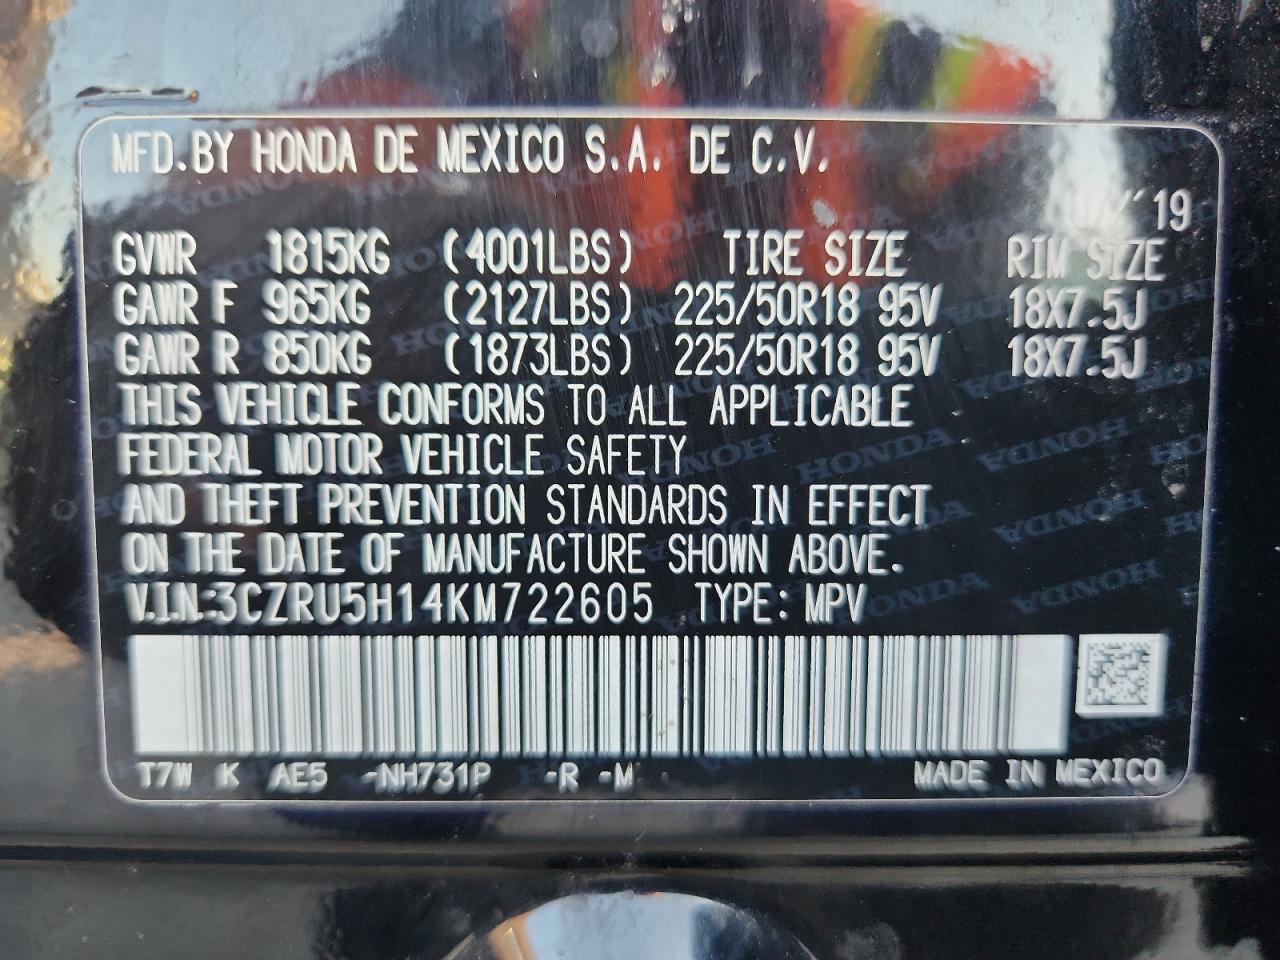 MFD.BY HONDA DE MEXICO S.A. DE C.V.
'19
GVWR 1815KG (4001LBS) TIRE SIZE RIM SIZE
GAWR F 965KG (2127LBS) 225/50R18 95V 18X7.5J
GAWR R 850KG (1873LBS) 225/50R18 95V 18X7.5J
THIS VEHICLE CONFORMS TO ALL APPLICABLE
FEDERAL MOTOR VEHICLE SAFETY
AND THEFT PREVENTION STANDARDS IN EFFECT
ON THE DATE OF MANUFACTURE SHOWN ABOVE.
V.I.N.:3CZRU5H14KM722605 TYPE: MPV
T7W K AE5 -NH731P -R -M
MADE IN MEXICO